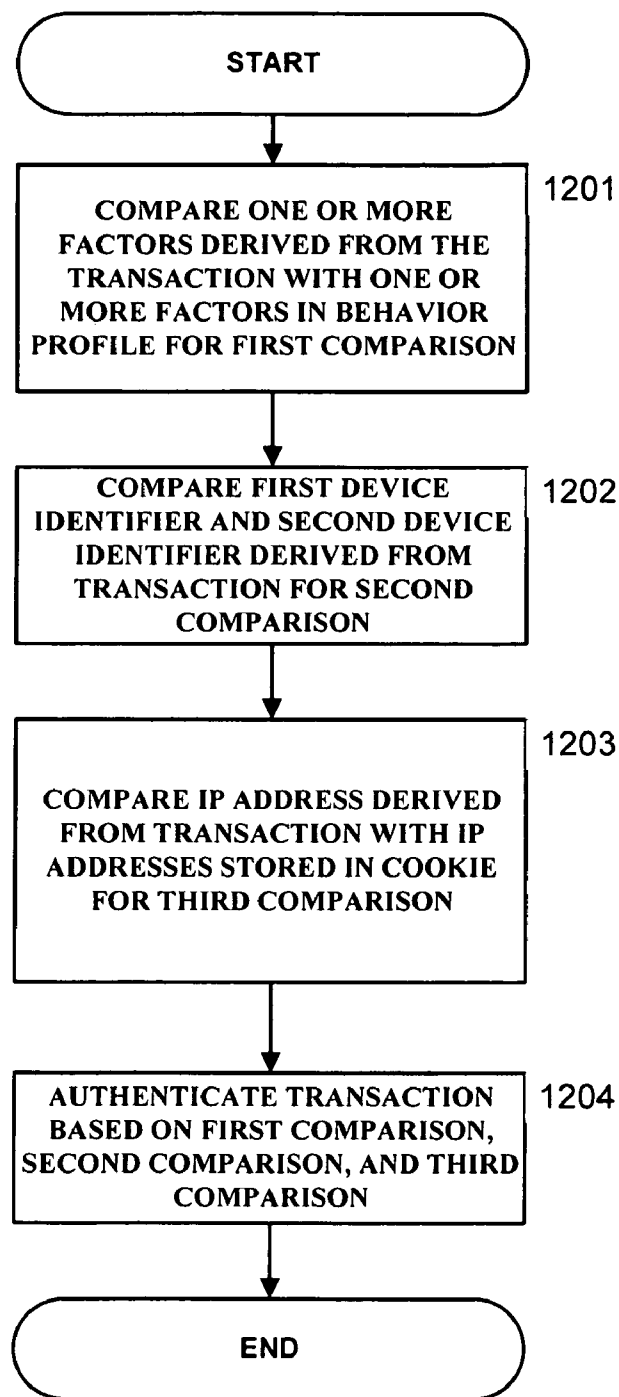 START
1201
COMPARE ONE OR MORE
FACTORS DERIVED FROM THE
TRANSACTION WITH ONE OR
MORE FACTORS IN BEHAVIOR
PROFILE FOR FIRST COMPARISON
1202
COMPARE FIRST DEVICE
IDENTIFIER AND SECOND DEVICE
IDENTIFIER DERIVED FROM
TRANSACTION FOR SECOND
COMPARISON
1203
COMPARE IP ADDRESS DERIVED
FROM TRANSACTION WITH IP
ADDRESSES STORED IN COOKIE
FOR THIRD COMPARISON
1204
AUTHENTICATE TRANSACTION
BASED ON FIRST COMPARISON,
SECOND COMPARISON, AND THIRD
COMPARISON
END